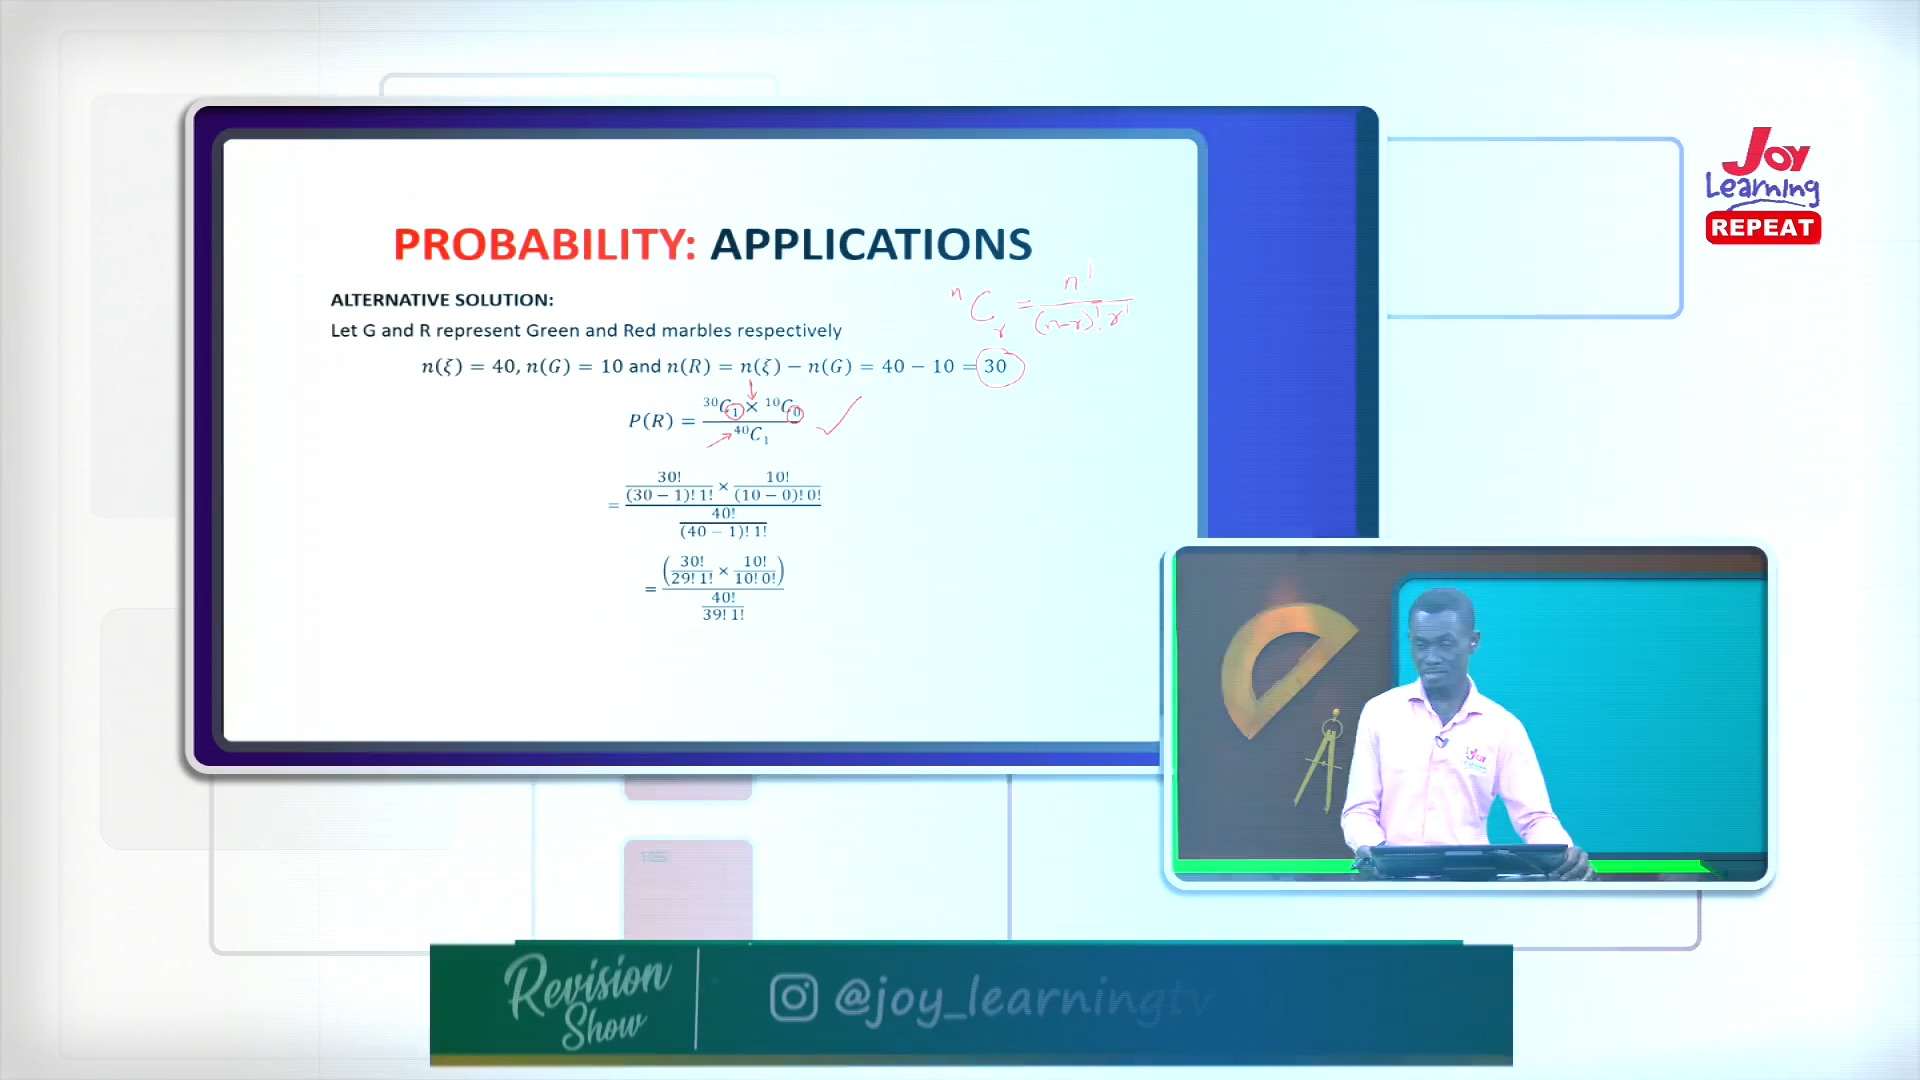 PROBABILITY: APPLICATIONS
ALTERNATIVE SOLUTION:
ⁿCᵣ = n! / (n-r)! r!
Let G and R represent Green and Red marbles respectively
n(ξ) = 40, n(G) = 10 and n(R) = n(ξ) − n(G) = 40 − 10 = 30
P(R) = (³⁰C₁ × ¹⁰C₀) / ⁴⁰C₁
= (30! / (30 − 1)! 1! × 10! / (10 − 0)! 0!) / (40! / (40 − 1)! 1!)
= (30! / 29! 1! × 10! / 10! 0!) / (40! / 39! 1!)
Joy
Learning
REPEAT
Joy
Revision
Show
@joy_learningtv